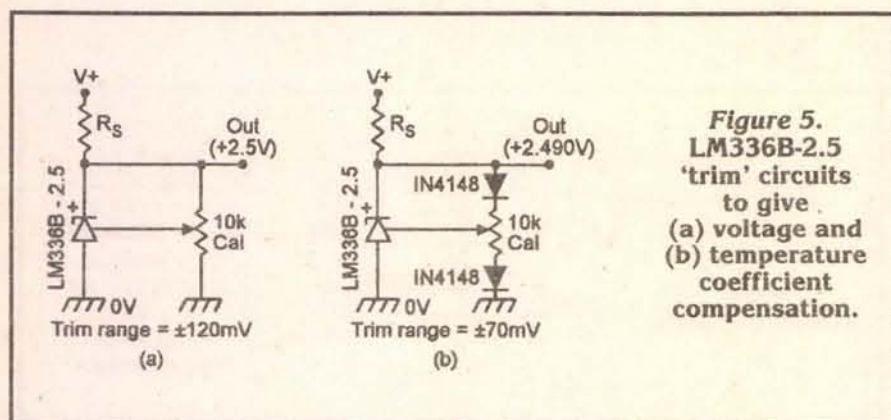 V+
Rs
Out
(+2.5V)
LM336B - 2.5
+
10k
Cal
0V
Trim range = ±120mV
(a)
V+
Rs
Out
(+2.490V)
IN4148
LM336B - 2.5
+
10k
Cal
IN4148
0V
Trim range = ±70mV
(b)
Figure 5.
LM336B-2.5
‘trim’ circuits
to give
(a) voltage and
(b) temperature
coefficient
compensation.